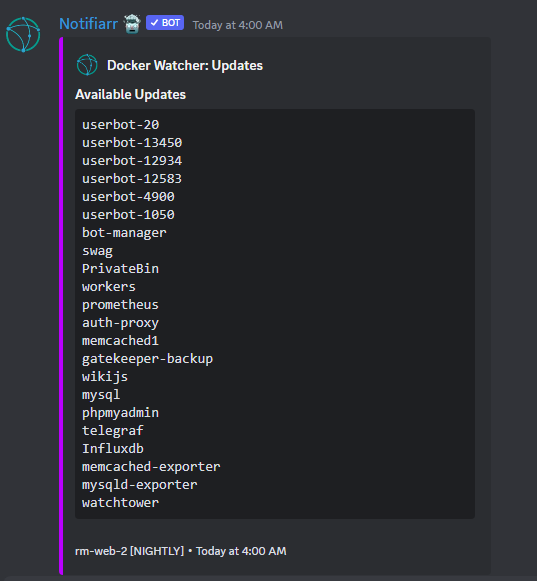 Notifiarr BOT Today at 4:00 AM
Docker Watcher: Updates
Available Updates
userbot-20
userbot-13450
userbot-12934
userbot-12583
userbot-4900
userbot-1050
bot-manager
swag
PrivateBin
workers
prometheus
auth-proxy
memcached1
gatekeeper-backup
wikijs
mysql
phpmyadmin
telegraf
Influxdb
memcached-exporter
mysqld-exporter
watchtower
rm-web-2 [NIGHTLY] • Today at 4:00 AM